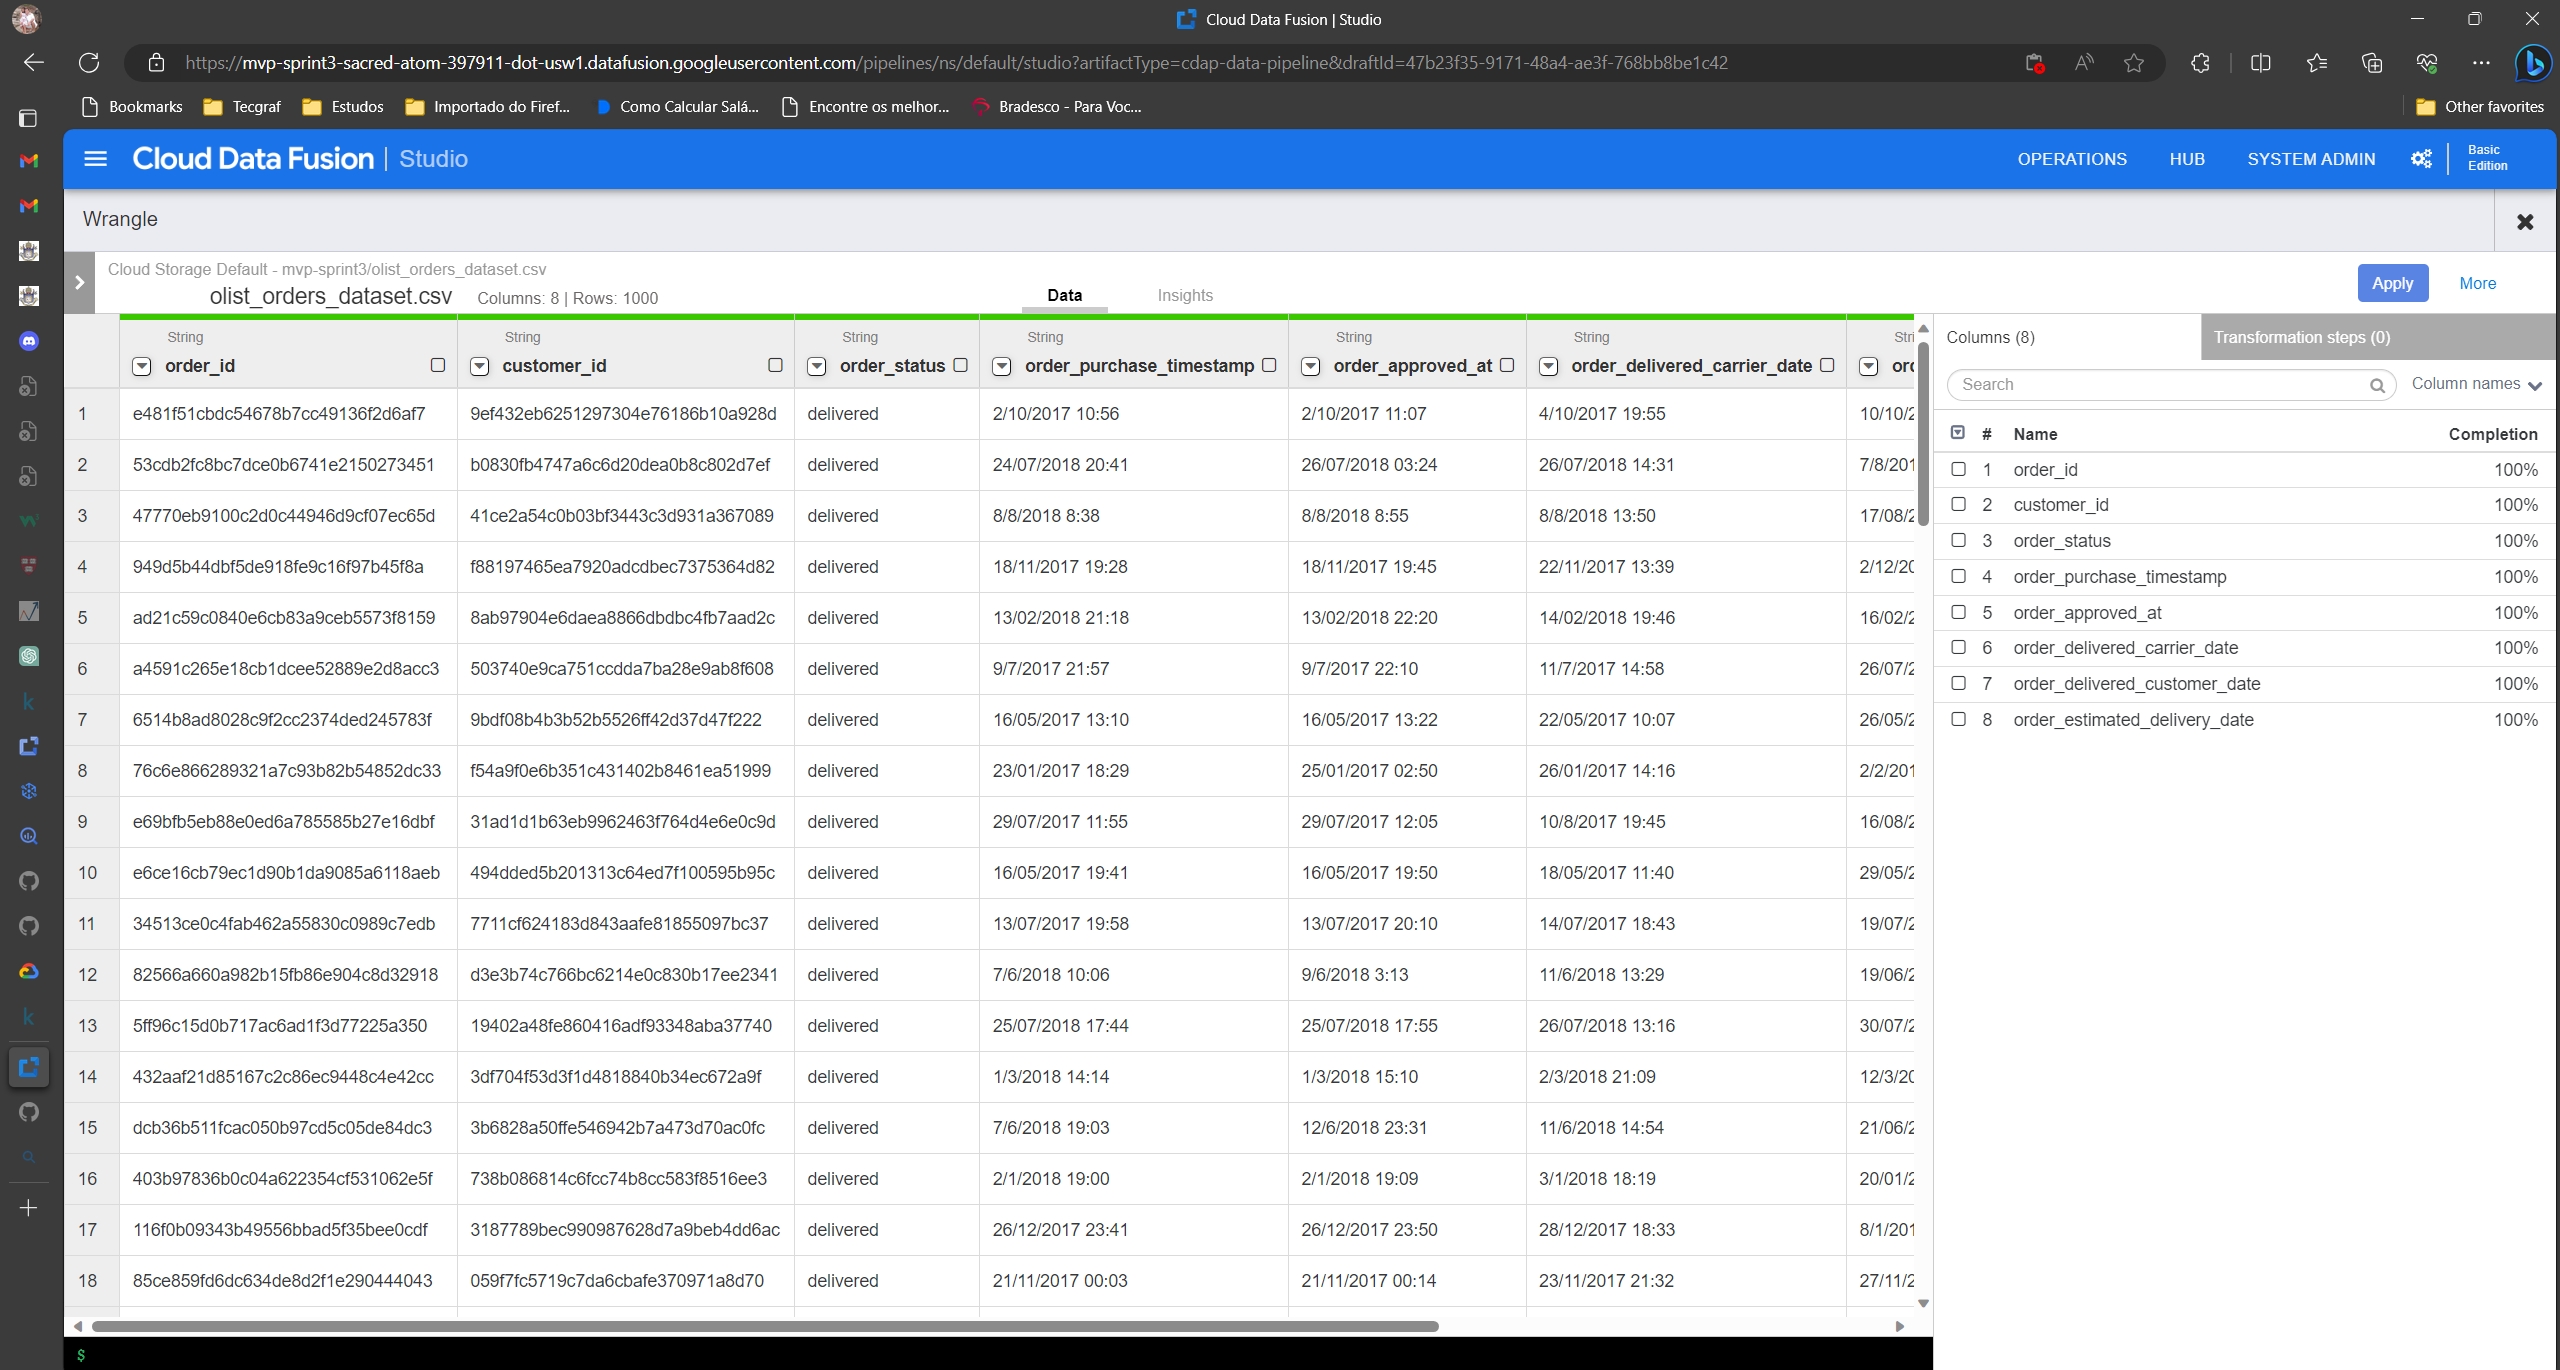 Cloud Data Fusion | Studio
https://mvp-sprint3-sacred-atom-397911-dot-usw1.datafusion.googleusercontent.com/pipelines/ns/default/studio?artifactType=cdap-data-pipeline&draftId=47b23f35-9171-48a4-ae3f-768bb8be1c42
Bookmarks Tecgraf Estudos Importado do Firef... Como Calcular Salá... Encontre os melhor... Bradesco - Para Voc... Other favorites
Cloud Data Fusion | Studio OPERATIONS HUB SYSTEM ADMIN Basic Edition
Wrangle
Cloud Storage Default - mvp-sprint3/olist_orders_dataset.csv
olist_orders_dataset.csv Columns: 8 | Rows: 1000 Data Insights Apply More
String String String String String String Stri
order_id customer_id order_status order_purchase_timestamp order_approved_at order_delivered_carrier_date ord
1 e481f51cbdc54678b7cc49136f2d6af7 9ef432eb6251297304e76186b10a928d delivered 2/10/2017 10:56 2/10/2017 11:07 4/10/2017 19:55 10/10/2
2 53cdb2fc8bc7dce0b6741e2150273451 b0830fb4747a6c6d20dea0b8c802d7ef delivered 24/07/2018 20:41 26/07/2018 03:24 26/07/2018 14:31 7/8/201
3 47770eb9100c2d0c44946d9cf07ec65d 41ce2a54c0b03bf3443c3d931a367089 delivered 8/8/2018 8:38 8/8/2018 8:55 8/8/2018 13:50 17/08/2
4 949d5b44dbf5de918fe9c16f97b45f8a f88197465ea7920adcdbec7375364d82 delivered 18/11/2017 19:28 18/11/2017 19:45 22/11/2017 13:39 2/12/20
5 ad21c59c0840e6cb83a9ceb5573f8159 8ab97904e6daea8866dbdbc4fb7aad2c delivered 13/02/2018 21:18 13/02/2018 22:20 14/02/2018 19:46 16/02/2
6 a4591c265e18cb1dcee52889e2d8acc3 503740e9ca751ccdda7ba28e9ab8f608 delivered 9/7/2017 21:57 9/7/2017 22:10 11/7/2017 14:58 26/07/2
7 6514b8ad8028c9f2cc2374ded245783f 9bdf08b4b3b52b5526ff42d37d47f222 delivered 16/05/2017 13:10 16/05/2017 13:22 22/05/2017 10:07 26/05/2
8 76c6e866289321a7c93b82b54852dc33 f54a9f0e6b351c431402b8461ea51999 delivered 23/01/2017 18:29 25/01/2017 02:50 26/01/2017 14:16 2/2/201
9 e69bfb5eb88e0ed6a785585b27e16dbf 31ad1d1b63eb9962463f764d4e6e0c9d delivered 29/07/2017 11:55 29/07/2017 12:05 10/8/2017 19:45 16/08/2
10 e6ce16cb79ec1d90b1da9085a6118aeb 494dded5b201313c64ed7f100595b95c delivered 16/05/2017 19:41 16/05/2017 19:50 18/05/2017 11:40 29/05/2
11 34513ce0c4fab462a55830c0989c7edb 7711cf624183d843aafe81855097bc37 delivered 13/07/2017 19:58 13/07/2017 20:10 14/07/2017 18:43 19/07/2
12 82566a660a982b15fb86e904c8d32918 d3e3b74c766bc6214e0c830b17ee2341 delivered 7/6/2018 10:06 9/6/2018 3:13 11/6/2018 13:29 19/06/2
13 5ff96c15d0b717ac6ad1f3d77225a350 19402a48fe860416adf93348aba37740 delivered 25/07/2018 17:44 25/07/2018 17:55 26/07/2018 13:16 30/07/2
14 432aaf21d85167c2c86ec9448c4e42cc 3df704f53d3f1d4818840b34ec672a9f delivered 1/3/2018 14:14 1/3/2018 15:10 2/3/2018 21:09 12/3/20
15 dcb36b511fcac050b97cd5c05de84dc3 3b6828a50ffe546942b7a473d70ac0fc delivered 7/6/2018 19:03 12/6/2018 23:31 11/6/2018 14:54 21/06/2
16 403b97836b0c04a622354cf531062e5f 738b086814c6fcc74b8cc583f8516ee3 delivered 2/1/2018 19:00 2/1/2018 19:09 3/1/2018 18:19 20/01/2
17 116f0b09343b49556bbad5f35bee0cdf 3187789bec990987628d7a9beb4dd6ac delivered 26/12/2017 23:41 26/12/2017 23:50 28/12/2017 18:33 8/1/201
18 85ce859fd6dc634de8d2f1e290444043 059f7fc5719c7da6cbafe370971a8d70 delivered 21/11/2017 00:03 21/11/2017 00:14 23/11/2017 21:32 27/11/2
$
Columns (8) Transformation steps (0)
Search Column names
# Name Completion
1 order_id 100%
2 customer_id 100%
3 order_status 100%
4 order_purchase_timestamp 100%
5 order_approved_at 100%
6 order_delivered_carrier_date 100%
7 order_delivered_customer_date 100%
8 order_estimated_delivery_date 100%